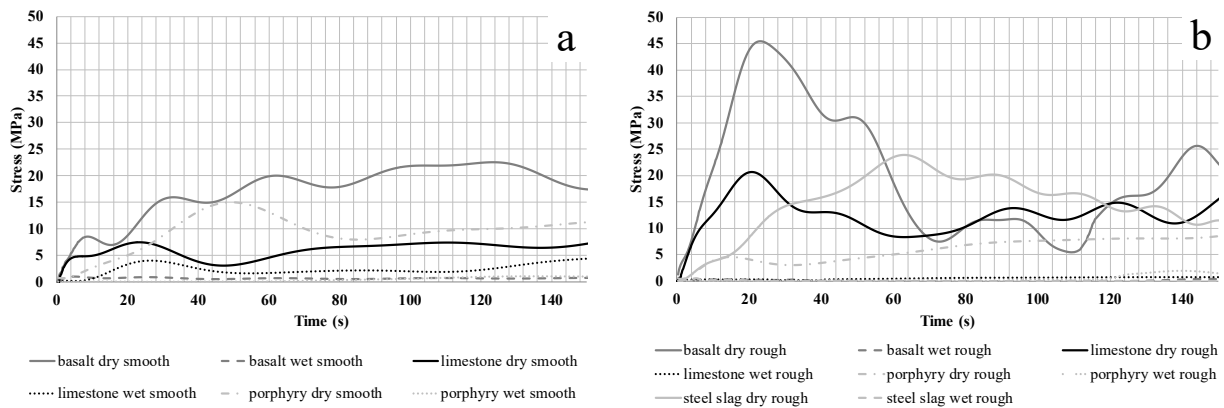 a
50
45
40
35
30
25
20
15
10
5
0
Stress (MPa)
0 20 40 60 80 100 120 140
Time (s)
basalt dry smooth basalt wet smooth limestone dry smooth
limestone wet smooth porphyry dry smooth porphyry wet smooth
b
50
45
40
35
30
25
20
15
10
5
0
Stress (MPa)
0 20 40 60 80 100 120 140
Time (s)
basalt dry rough basalt wet rough limestone dry rough
limestone wet rough porphyry dry rough porphyry wet rough
steel slag dry rough steel slag wet rough